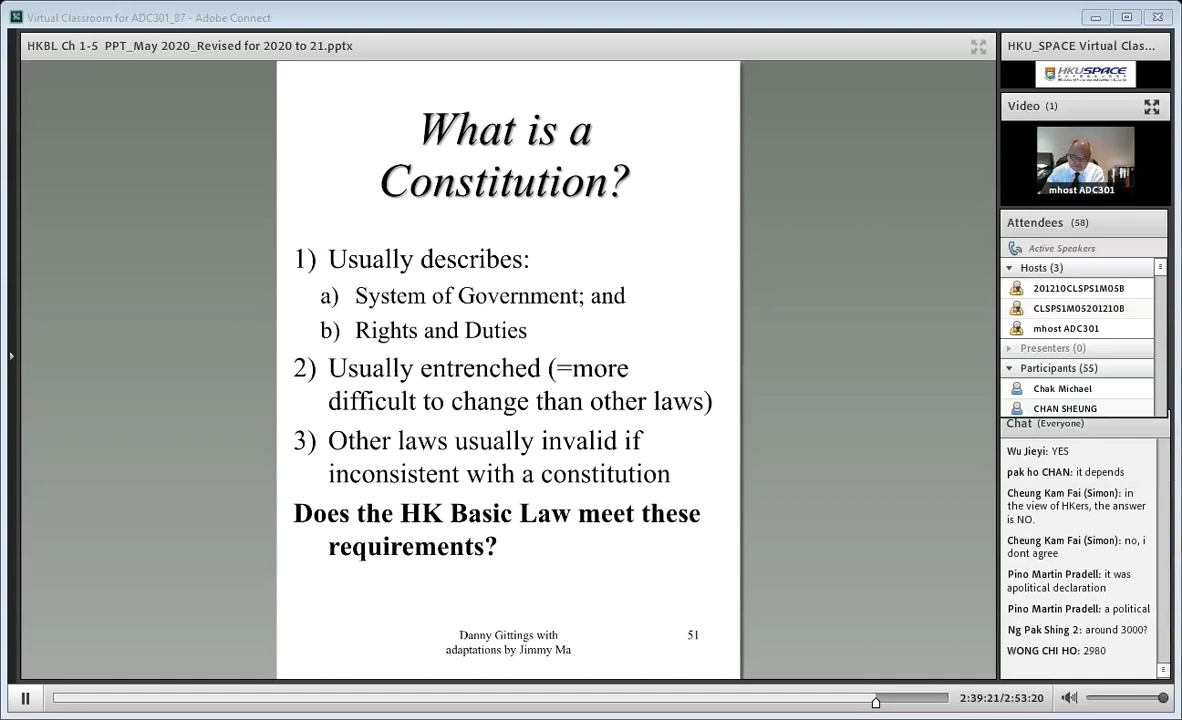 Virtual Classroom for ADC301_87 - Adobe Connect
HKBL Ch 1-5 PPT_May 2020_Revised for 2020 to 21.pptx
What is a
Constitution?
1) Usually describes:
a) System of Government; and
b) Rights and Duties
2) Usually entrenched (=more
difficult to change than other laws)
3) Other laws usually invalid if
inconsistent with a constitution
Does the HK Basic Law meet these
requirements?
Danny Gittings with
adaptations by Jimmy Ma
51
HKU_SPACE Virtual Clas...
HKUSPACE
Video (1)
mhost ADC301
Attendees (58)
Active Speakers
Hosts (3)
201210CLSPS1M05B
CLSPS1M05201210B
mhost ADC301
Presenters (0)
Participants (55)
Chak Michael
CHAN SHEUNG
Chat (Everyone)
Wu Jieyi: YES
pak ho CHAN: it depends
Cheung Kam Fai (Simon): in
the view of HKers, the answer
is NO.
Cheung Kam Fai (Simon): no, i
dont agree
Pino Martin Pradell: it was
apolitical declaration
Pino Martin Pradell: a political
Ng Pak Shing 2: around 3000?
WONG CHI HO: 2980
2:39:21/2:53:20